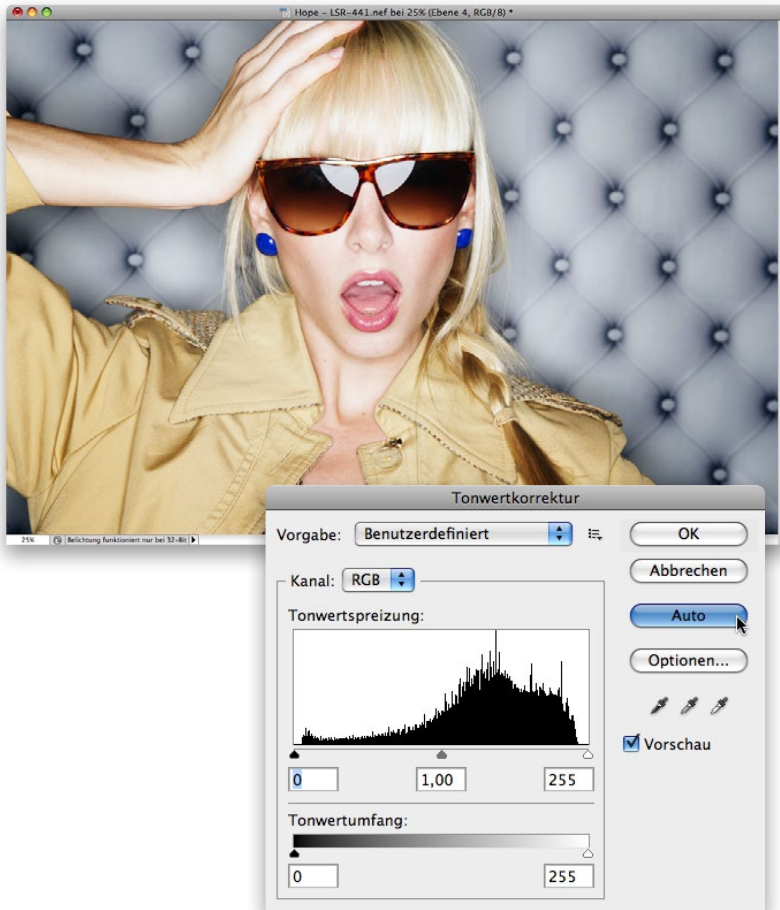 Hope – LSR-441.nef bei 25% (Ebene 4, RGB/8) *
25% Belichtung funktioniert nur bei 32-Bit
Tonwertkorrektur
Vorgabe: Benutzerdefiniert
OK
Abbrechen
Kanal: RGB
Auto
Tonwertspreizung:
Optionen...
Vorschau
0 1,00 255
Tonwertumfang:
0 255